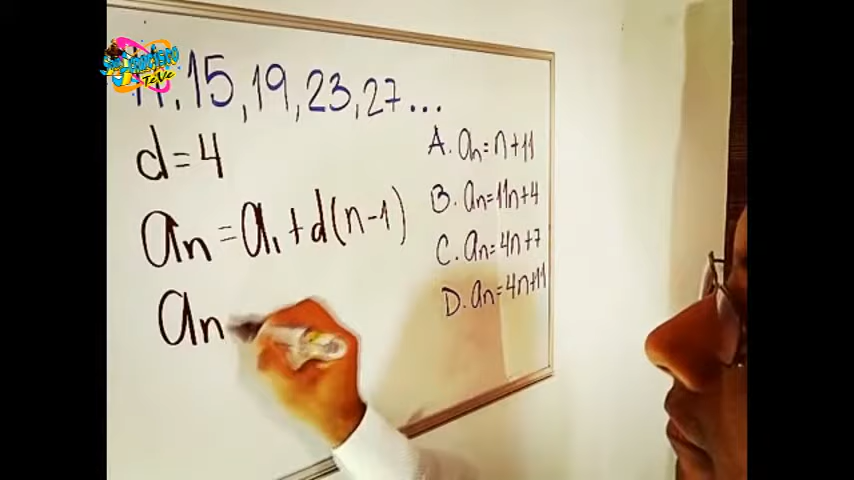 11, 15, 19, 23, 27...
d = 4
an = a1 + d(n-1)
an
A. an = n + 11
B. an = 11n + 4
C. an = 4n + 7
D. an = 4n + 11
TeVe